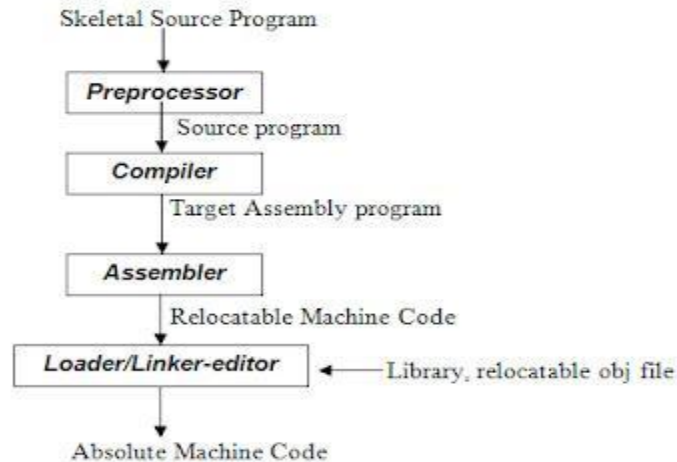 Skeletal Source Program
Preprocessor
Source program
Compiler
Target Assembly program
Assembler
Relocatable Machine Code
Loader/Linker-editor
Library, relocatable obj file
Absolute Machine Code